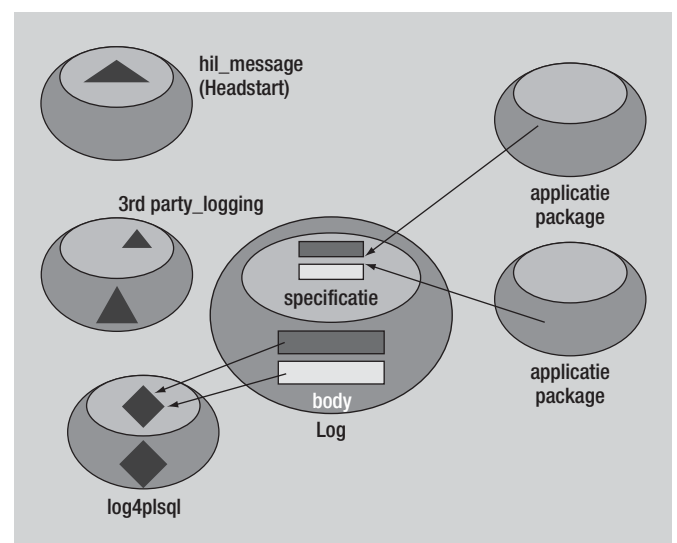 hil_message
(Headstart)
3rd party_logging
applicatie
package
specificatie
applicatie
package
body
Log
log4plsql